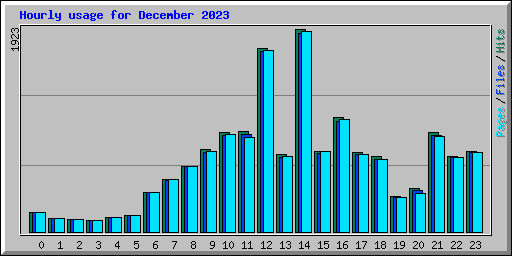 Hourly usage for December 2023
1923
Pages / Files / Hits
0 1 2 3 4 5 6 7 8 9 10 11 12 13 14 15 16 17 18 19 20 21 22 23